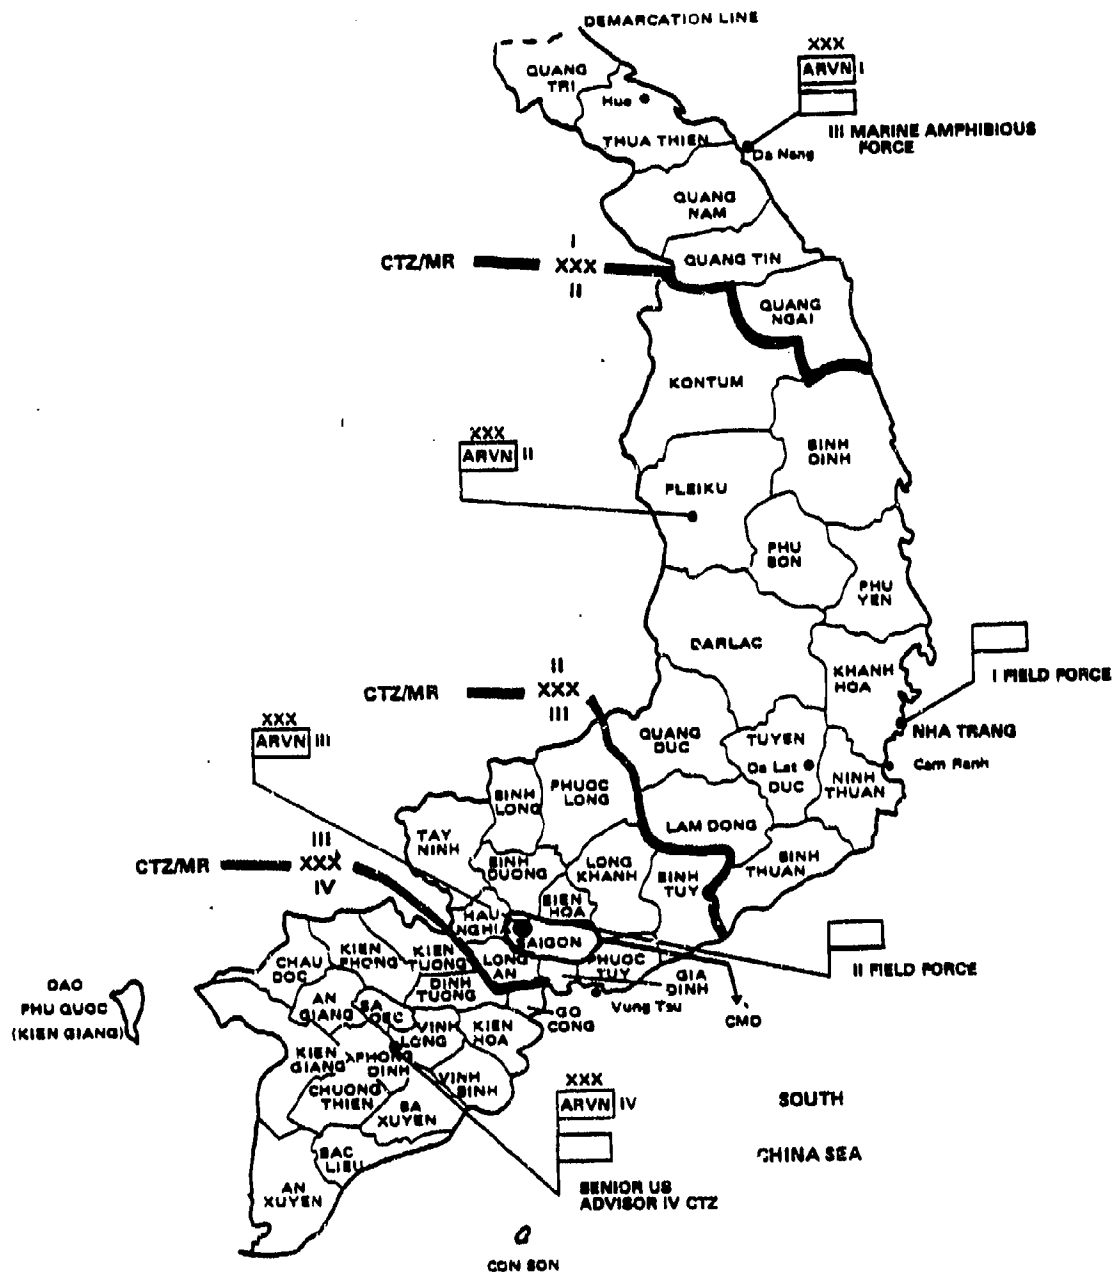 DEMARCATION LINE
XXX
ARVN I
III MARINE AMPHIBIOUS
FORCE
QUANG
TRI
Hue
THUA THIEN
Da Nang
QUANG
NAM
QUANG TIN
CTZ/MR
I
XXX
II
QUANG
NGAI
KONTUM
XXX
ARVN II
BINH
DINH
PLEIKU
PHU
BON
PHU
YEN
DARLAC
KHANH
HOA
I FIELD FORCE
CTZ/MR
II
XXX
III
XXX
ARVN III
QUANG
DUC
TUYEN
Da Lat
DUC
NHA TRANG
Cam Ranh
NINH
THUAN
BINH
LONG
PHUOC
LONG
LAM DONG
TAY
NINH
BINH
DUONG
LONG
KHANH
BINH
TUY
BINH
THUAN
CTZ/MR
III
XXX
IV
BIEN
HOA
HAU
NGHIA
SAIGON
II FIELD FORCE
CHAU
DOC
KIEN
PHONG
KIEN
TUONG
LONG
AN
PHUOC
TUY
GIA
DINH
DINH
TUONG
Vung Tsu
CMD
DAO
PHU QUOC
(KIEN GIANG)
AN
GIANG
SA
DEC
VINH
LONG
KIEN
HOA
GO
CONG
KIEN
GIANG
PHONG
DINH
VINH
BINH
CHUONG
THIEN
BA
XUYEN
XXX
ARVN IV
SENIOR US
ADVISOR IV CTZ
BAC
LIEU
AN
XUYEN
SOUTH
CHINA SEA
CON SON